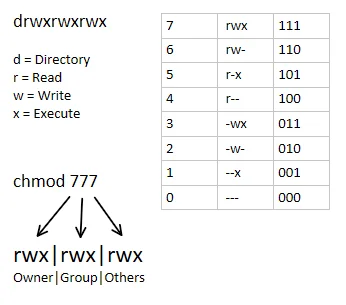 drwxrwxrwx
d = Directory
r = Read
w = Write
x = Execute
chmod 777
rwx|rwx|rwx
Owner|Group|Others
7 rwx 111
6 rw- 110
5 r-x 101
4 r-- 100
3 -wx 011
2 -w- 010
1 --x 001
0 --- 000